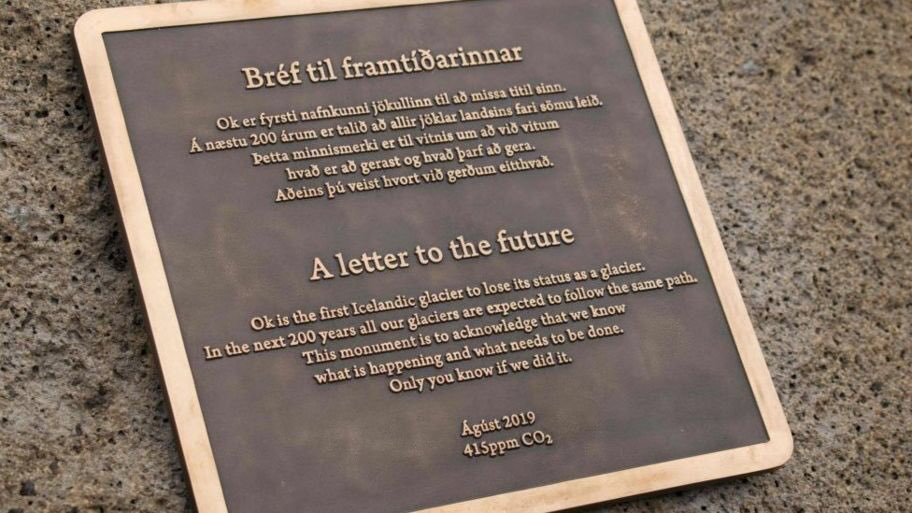 Bréf til framtíðarinnar
Ok er fyrsti nafnkunni jökullinn til að missa titil sinn.
Á næstu 200 árum er talið að allir jöklar landsins fari sömu leið.
Þetta minnismerki er til vitnis um að við vitum
hvað er að gerast og hvað þarf að gera.
Aðeins þú veist hvort við gerðum eitthvað.
A letter to the future
Ok is the first Icelandic glacier to lose its status as a glacier.
In the next 200 years all our glaciers are expected to follow the same path.
This monument is to acknowledge that we know
what is happening and what needs to be done.
Only you know if we did it.
Ágúst 2019
415ppm CO₂